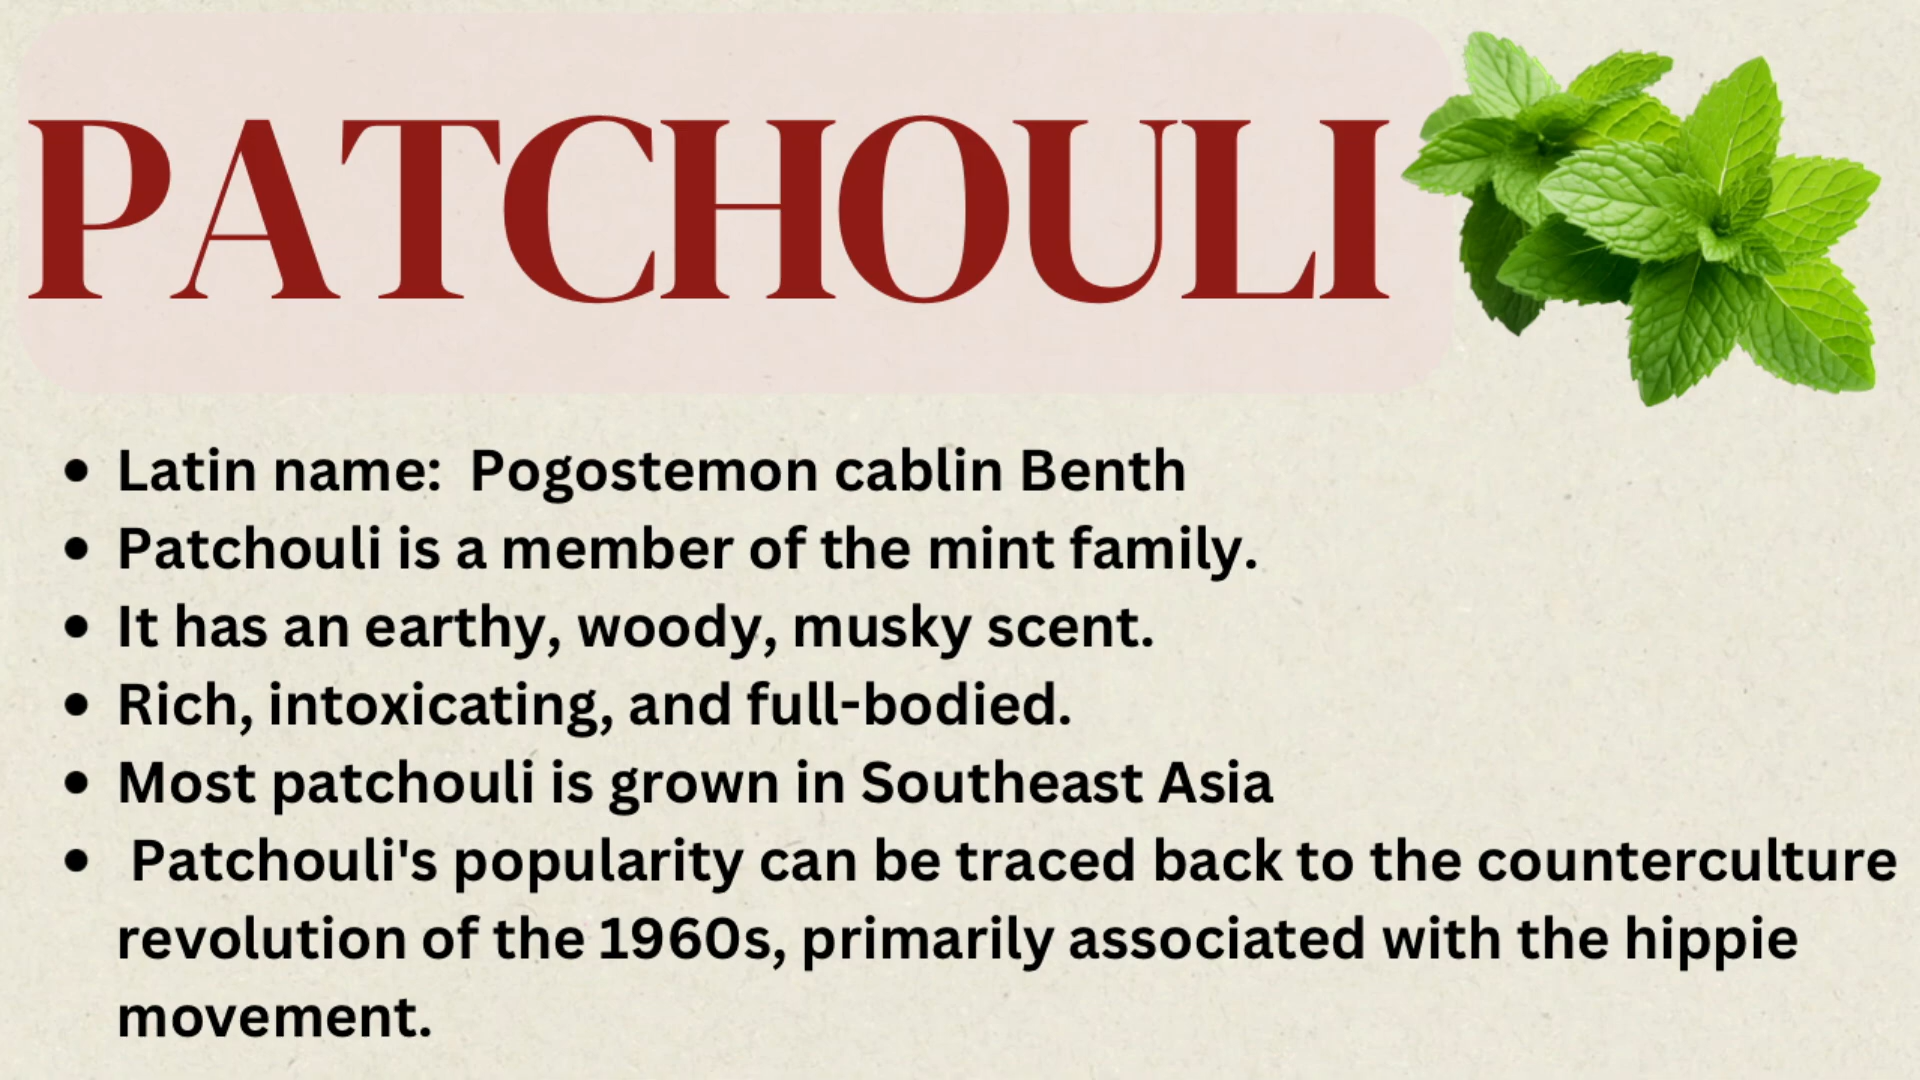 PATCHOULI
• Latin name:  Pogostemon cablin Benth
• Patchouli is a member of the mint family.
• It has an earthy, woody, musky scent.
• Rich, intoxicating, and full-bodied.
• Most patchouli is grown in Southeast Asia
•  Patchouli's popularity can be traced back to the counterculture
revolution of the 1960s, primarily associated with the hippie
movement.